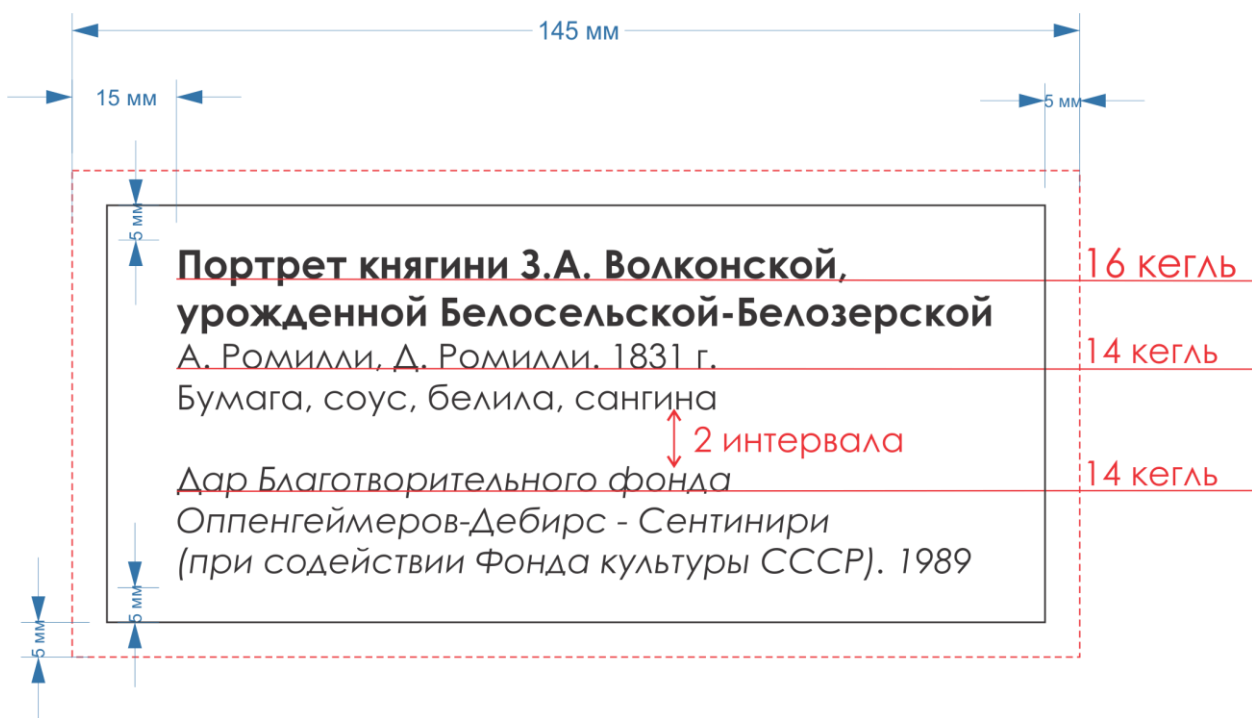 145 мм
15 мм
5 мм
5 мм
Портрет княгини З.А. Волконской,
16 кегль
урожденной Белосельской-Белозерской
А. Ромилли, Д. Ромилли. 1831 г.
14 кегль
Бумага, соус, белила, сангина
2 интервала
Дар Благотворительного фонда
14 кегль
Оппенгеймеров-Дебирс - Сентинири
(при содействии Фонда культуры СССР). 1989
5 мм
5 мм